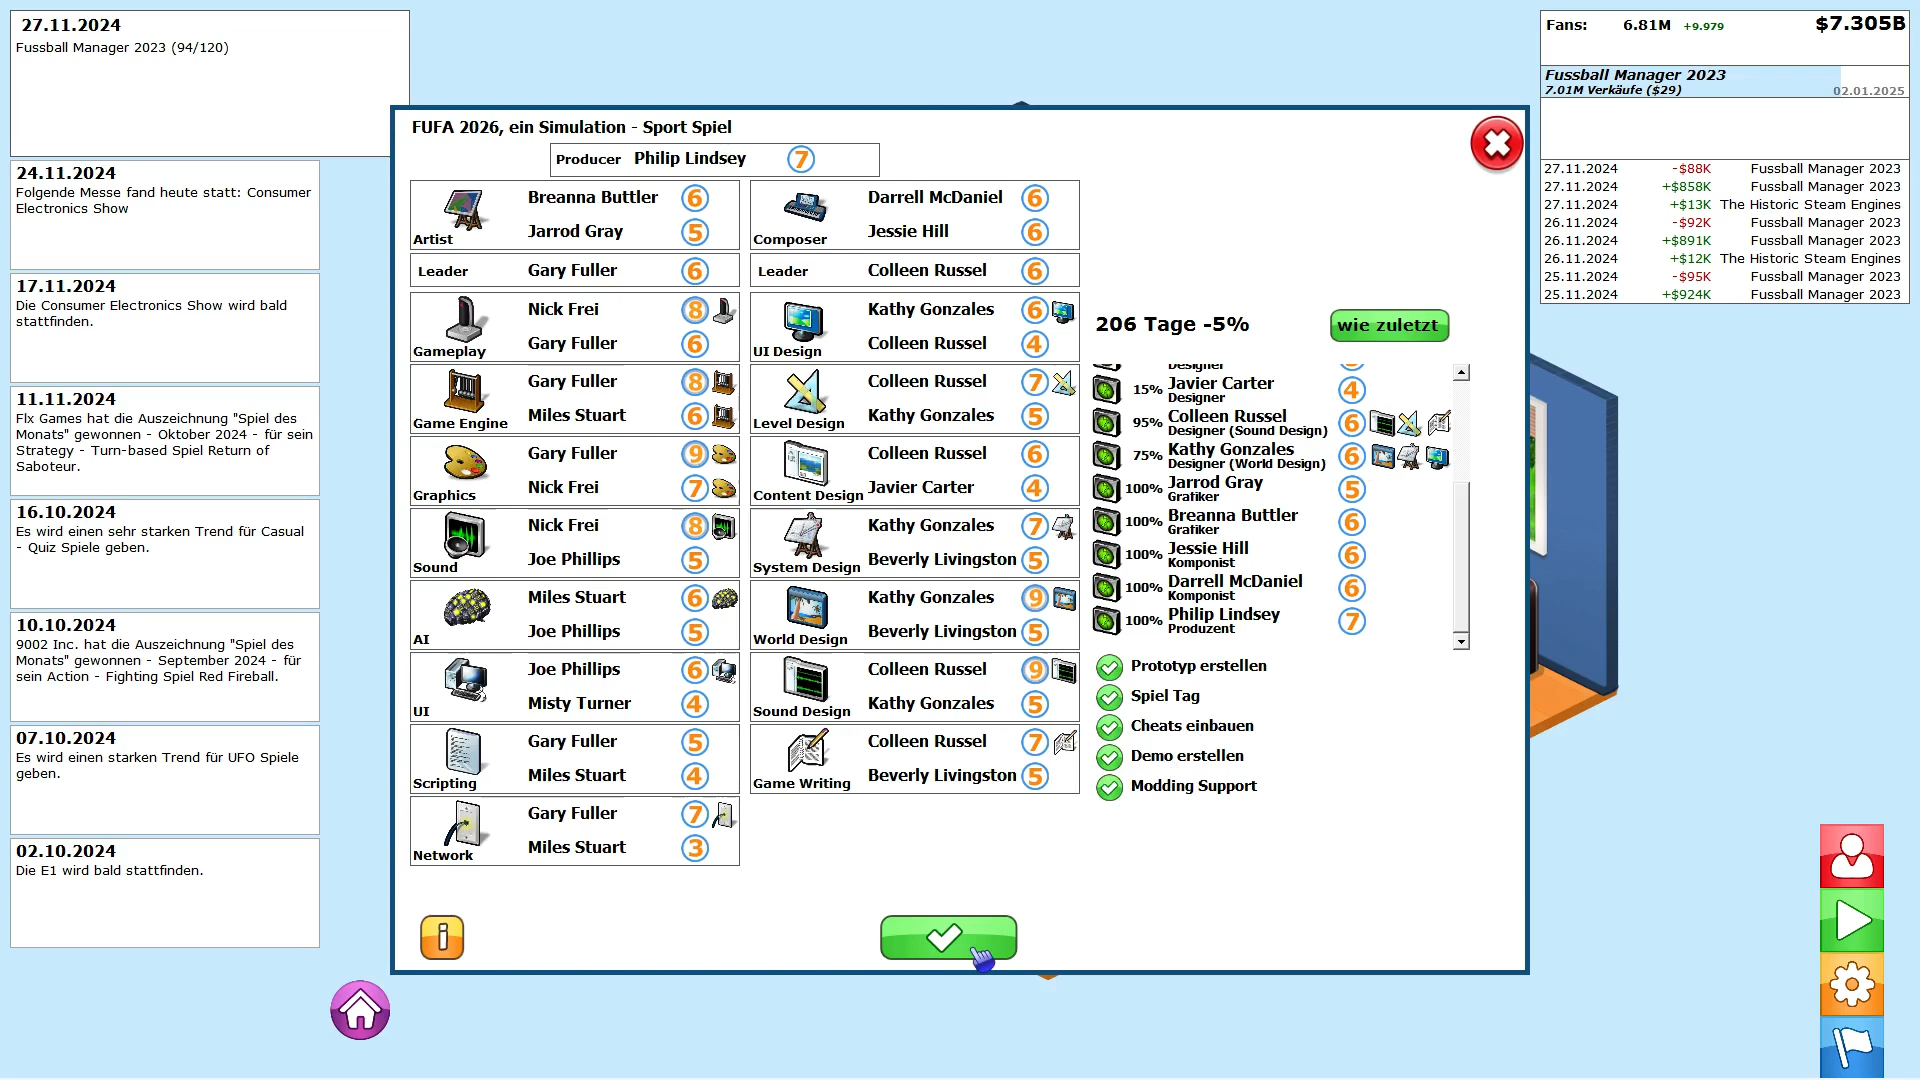 27.11.2024
Fussball Manager 2023 (94/120)
24.11.2024
Folgende Messe fand heute statt: Consumer
Electronics Show
17.11.2024
Die Consumer Electronics Show wird bald
stattfinden.
11.11.2024
Flx Games hat die Auszeichnung "Spiel des
Monats" gewonnen - Oktober 2024 - für sein
Strategy - Turn-based Spiel Return of
Saboteur.
16.10.2024
Es wird einen sehr starken Trend für Casual
- Quiz Spiele geben.
10.10.2024
9002 Inc. hat die Auszeichnung "Spiel des
Monats" gewonnen - September 2024 - für
sein Action - Fighting Spiel Red Fireball.
07.10.2024
Es wird einen starken Trend für UFO Spiele
geben.
02.10.2024
Die E1 wird bald stattfinden.
FUFA 2026, ein Simulation - Sport Spiel
Producer Philip Lindsey 7
Artist
Breanna Buttler 6
Jarrod Gray 5
Leader Gary Fuller 6
Gameplay
Nick Frei 8
Gary Fuller 6
Game Engine
Gary Fuller 8
Miles Stuart 6
Graphics
Gary Fuller 9
Nick Frei 7
Sound
Nick Frei 8
Joe Phillips 5
AI
Miles Stuart 6
Joe Phillips 5
UI
Joe Phillips 6
Misty Turner 4
Scripting
Gary Fuller 5
Miles Stuart 4
Network
Gary Fuller 7
Miles Stuart 3
Composer
Darrell McDaniel 6
Jessie Hill 6
Leader Colleen Russel 6
UI Design
Kathy Gonzales 6
Colleen Russel 4
Level Design
Colleen Russel 7
Kathy Gonzales 5
Content Design
Colleen Russel 6
Javier Carter 4
System Design
Kathy Gonzales 7
Beverly Livingston 5
World Design
Kathy Gonzales 9
Beverly Livingston 5
Sound Design
Colleen Russel 9
Kathy Gonzales 5
Game Writing
Colleen Russel 7
Beverly Livingston 5
206 Tage -5%
wie zuletzt
Designer
15% Javier Carter 4
Designer
95% Colleen Russel 6
Designer (Sound Design)
75% Kathy Gonzales 6
Designer (World Design)
100% Jarrod Gray 5
Grafiker
100% Breanna Buttler 6
Grafiker
100% Jessie Hill 6
Komponist
100% Darrell McDaniel 6
Komponist
100% Philip Lindsey 7
Produzent
Prototyp erstellen
Spiel Tag
Cheats einbauen
Demo erstellen
Modding Support
i
Fans: 6.81M +9.979 $7.305B
Fussball Manager 2023
7.01M Verkäufe ($29) 02.01.2025
27.11.2024 -$88K Fussball Manager 2023
27.11.2024 +$858K Fussball Manager 2023
27.11.2024 +$13K The Historic Steam Engines
26.11.2024 -$92K Fussball Manager 2023
26.11.2024 +$891K Fussball Manager 2023
26.11.2024 +$12K The Historic Steam Engines
25.11.2024 -$95K Fussball Manager 2023
25.11.2024 +$924K Fussball Manager 2023